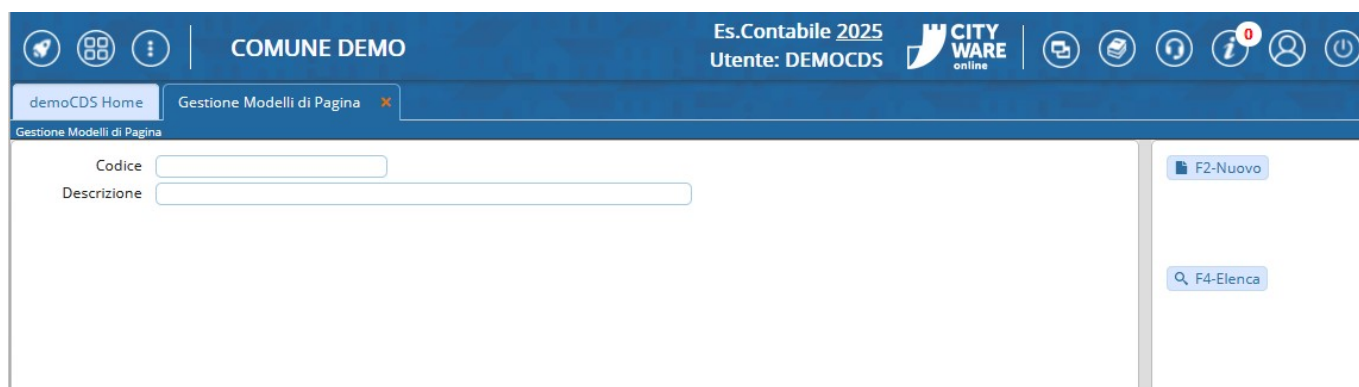 COMUNE DEMO
Es.Contabile 2025
Utente: DEMOCDS
CITY
WARE
online
0
demoCDS Home
Gestione Modelli di Pagina
Gestione Modelli di Pagina
Codice
F2-Nuovo
Descrizione
F4-Elenca